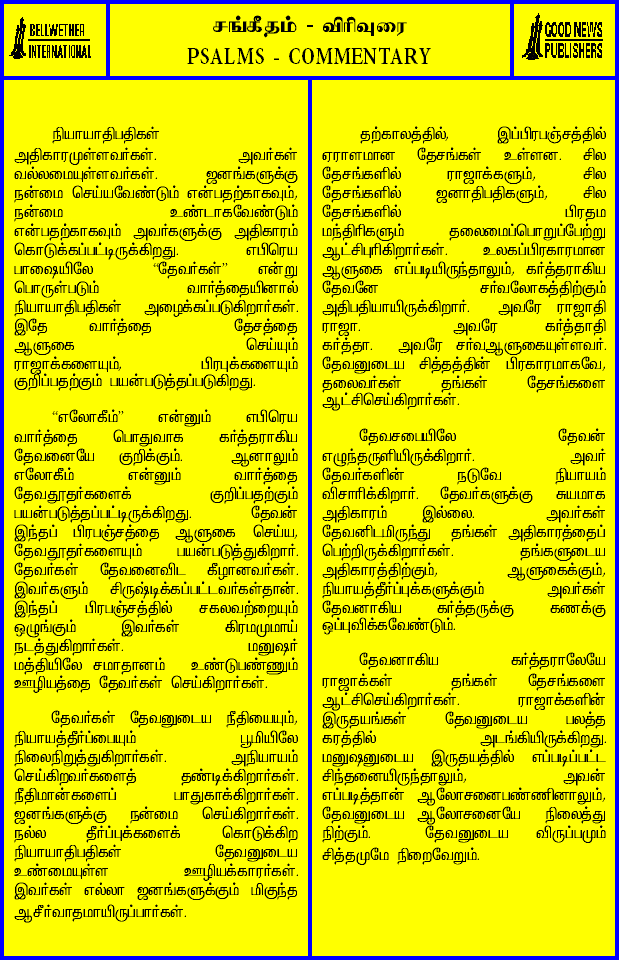 BELLWETHER
INTERNATIONAL
சங்கீதம் - விரிவுரை
PSALMS - COMMENTARY
GOOD NEWS
PUBLISHERS
நியாயாதிபதிகள்
அதிகாரமுள்ளவர்கள். அவர்கள்
வல்லமையுள்ளவர்கள். ஜனங்களுக்கு
நன்மை செய்யவேண்டும் என்பதற்காகவும்,
நன்மை உண்டாகவேண்டும்
என்பதற்காகவும் அவர்களுக்கு அதிகாரம்
கொடுக்கப்பட்டிருக்கிறது. எபிரெய
பாஷையிலே “தேவர்கள்” என்று
பொருள்படும் வார்த்தையினால்
நியாயாதிபதிகள் அழைக்கப்படுகிறார்கள்.
இதே வார்த்தை தேசத்தை
ஆளுகை செய்யும்
ராஜாக்களையும், பிரபுக்களையும்
குறிப்பதற்கும் பயன்படுத்தப்படுகிறது.
“எலோகீம்” என்னும் எபிரெய
வார்த்தை பொதுவாக கர்த்தராகிய
தேவனையே குறிக்கும். ஆனாலும்
எலோகீம் என்னும் வார்த்தை
தேவதூதர்களைக் குறிப்பதற்கும்
பயன்படுத்தப்பட்டிருக்கிறது. தேவன்
இந்தப் பிரபஞ்சத்தை ஆளுகை செய்ய,
தேவதூதர்களையும் பயன்படுத்துகிறார்.
தேவர்கள் தேவனைவிட கீழானவர்கள்.
இவர்களும் சிருஷ்டிக்கப்பட்டவர்கள்தான்.
இந்தப் பிரபஞ்சத்தில் சகலவற்றையும்
ஒழுங்கும் இவர்கள் கிரமமுமாய்
நடத்துகிறார்கள். மனுஷர்
மத்தியிலே சமாதானம் உண்டுபண்ணும்
ஊழியத்தை தேவர்கள் செய்கிறார்கள்.
தேவர்கள் தேவனுடைய நீதியையும்,
நியாயத்தீர்ப்பையும் பூமியிலே
நிலைநிறுத்துகிறார்கள். அநியாயம்
செய்கிறவர்களைத் தண்டிக்கிறார்கள்.
நீதிமான்களைப் பாதுகாக்கிறார்கள்.
ஜனங்களுக்கு நன்மை செய்கிறார்கள்.
நல்ல தீர்ப்புக்களைக் கொடுக்கிற
நியாயாதிபதிகள் தேவனுடைய
உண்மையுள்ள ஊழியக்காரர்கள்.
இவர்கள் எல்லா ஜனங்களுக்கும் மிகுந்த
ஆசீர்வாதமாயிருப்பார்கள்.
தற்காலத்தில், இப்பிரபஞ்சத்தில்
ஏராளமான தேசங்கள் உள்ளன. சில
தேசங்களில் ராஜாக்களும், சில
தேசங்களில் ஜனாதிபதிகளும், சில
தேசங்களில் பிரதம
மந்திரிகளும் தலைமைப்பொறுப்பேற்று
ஆட்சிபுரிகிறார்கள். உலகப்பிரகாரமான
ஆளுகை எப்படியிருந்தாலும், கர்த்தராகிய
தேவனே சர்வலோகத்திற்கும்
அதிபதியாயிருக்கிறார். அவரே ராஜாதி
ராஜா. அவரே கர்த்தாதி
கர்த்தா. அவரே சர்வஆளுகையுள்ளவர்.
தேவனுடைய சித்தத்தின் பிரகாரமாகவே,
தலைவர்கள் தங்கள் தேசங்களை
ஆட்சிசெய்கிறார்கள்.
தேவசபையிலே தேவன்
எழுந்தருளியிருக்கிறார். அவர்
தேவர்களின் நடுவே நியாயம்
விசாரிக்கிறார். தேவர்களுக்கு சுயமாக
அதிகாரம் இல்லை. அவர்கள்
தேவனிடமிருந்து தங்கள் அதிகாரத்தைப்
பெற்றிருக்கிறார்கள். தங்களுடைய
அதிகாரத்திற்கும், ஆளுகைக்கும்,
நியாயத்தீர்ப்புக்களுக்கும் அவர்கள்
தேவனாகிய கர்த்தருக்கு கணக்கு
ஒப்புவிக்கவேண்டும்.
தேவனாகிய கர்த்தராலேயே
ராஜாக்கள் தங்கள் தேசங்களை
ஆட்சிசெய்கிறார்கள். ராஜாக்களின்
இருதயங்கள் தேவனுடைய பலத்த
கரத்தில் அடங்கியிருக்கிறது.
மனுஷனுடைய இருதயத்தில் எப்படிப்பட்ட
சிந்தனையிருந்தாலும், அவன்
எப்படித்தான் ஆலோசனைபண்ணினாலும்,
தேவனுடைய ஆலோசனையே நிலைத்து
நிற்கும். தேவனுடைய விருப்பமும்
சித்தமுமே நிறைவேறும்.